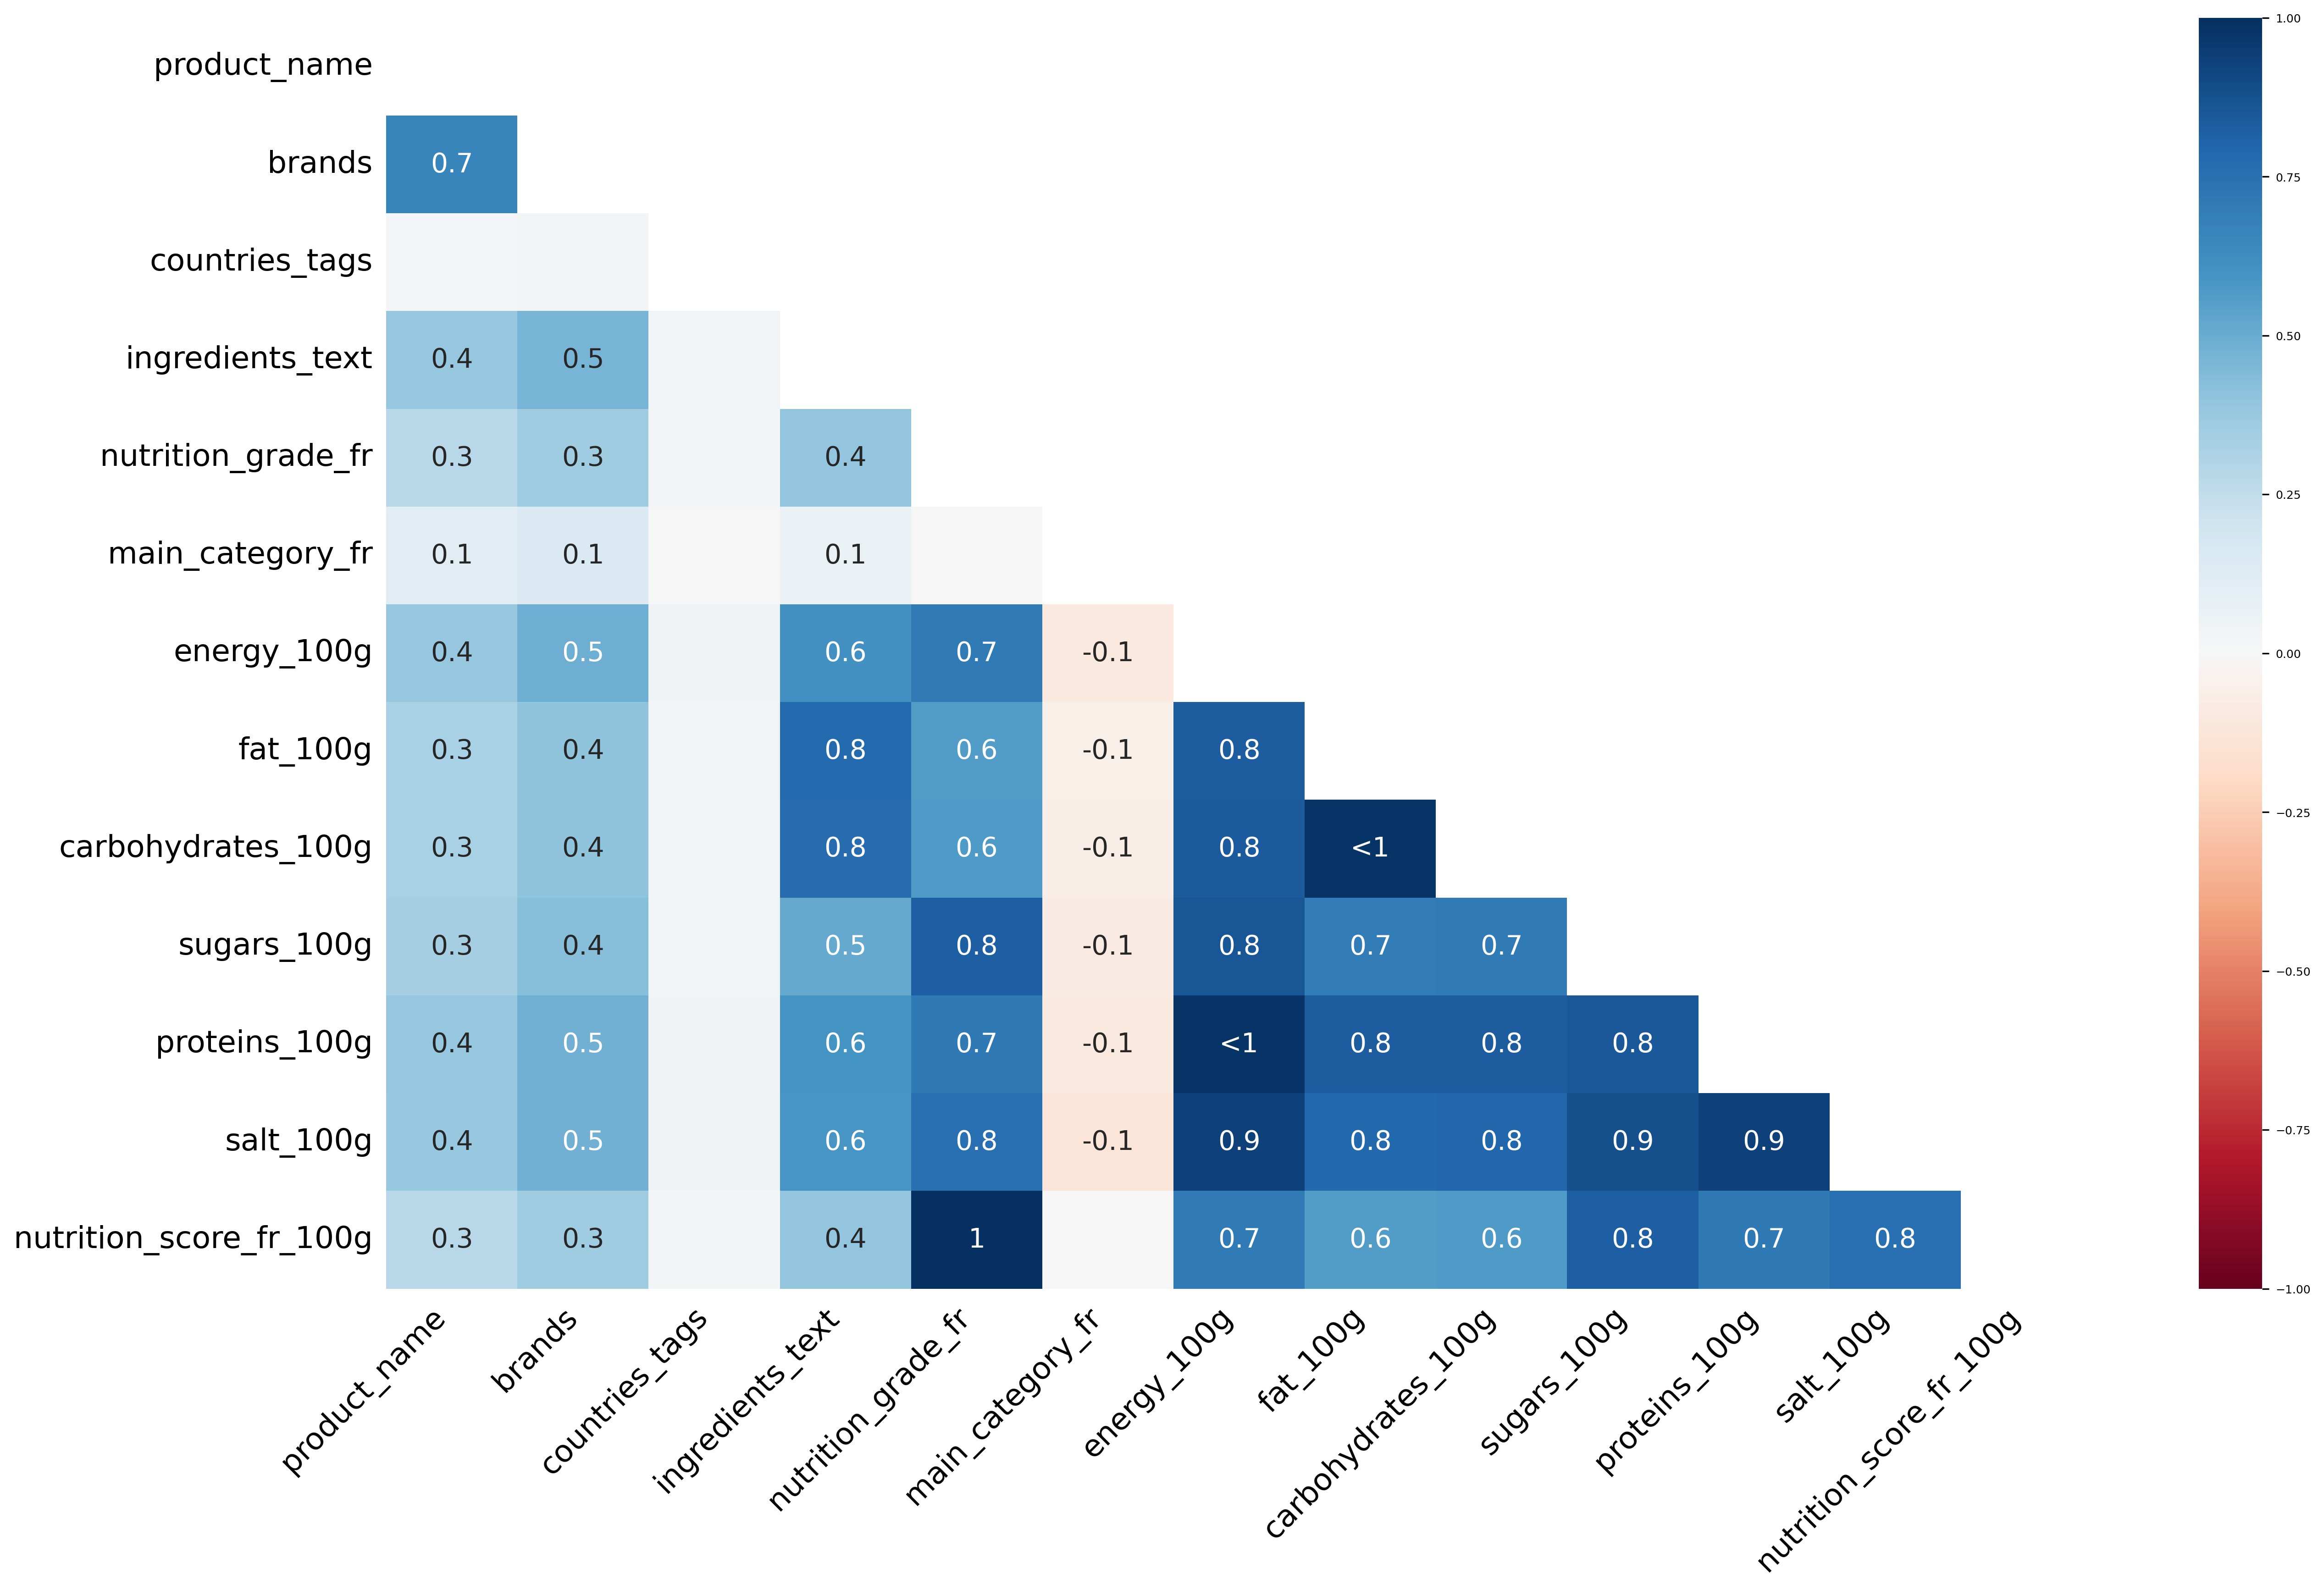 product_name
brands 0.7
countries_tags
ingredients_text 0.4 0.5
nutrition_grade_fr 0.3 0.3 0.4
main_category_fr 0.1 0.1 0.1
energy_100g 0.4 0.5 0.6 0.7 -0.1
fat_100g 0.3 0.4 0.8 0.6 -0.1 0.8
carbohydrates_100g 0.3 0.4 0.8 0.6 -0.1 0.8 <1
sugars_100g 0.3 0.4 0.5 0.8 -0.1 0.8 0.7 0.7
proteins_100g 0.4 0.5 0.6 0.7 -0.1 <1 0.8 0.8 0.8
salt_100g 0.4 0.5 0.6 0.8 -0.1 0.9 0.8 0.8 0.9 0.9
nutrition_score_fr_100g 0.3 0.3 0.4 1 0.7 0.6 0.6 0.8 0.7 0.8
product_name
brands
countries_tags
ingredients_text
nutrition_grade_fr
main_category_fr
energy_100g
fat_100g
carbohydrates_100g
sugars_100g
proteins_100g
salt_100g
nutrition_score_fr_100g
1.00
0.75
0.50
0.25
0.00
−0.25
−0.50
−0.75
−1.00